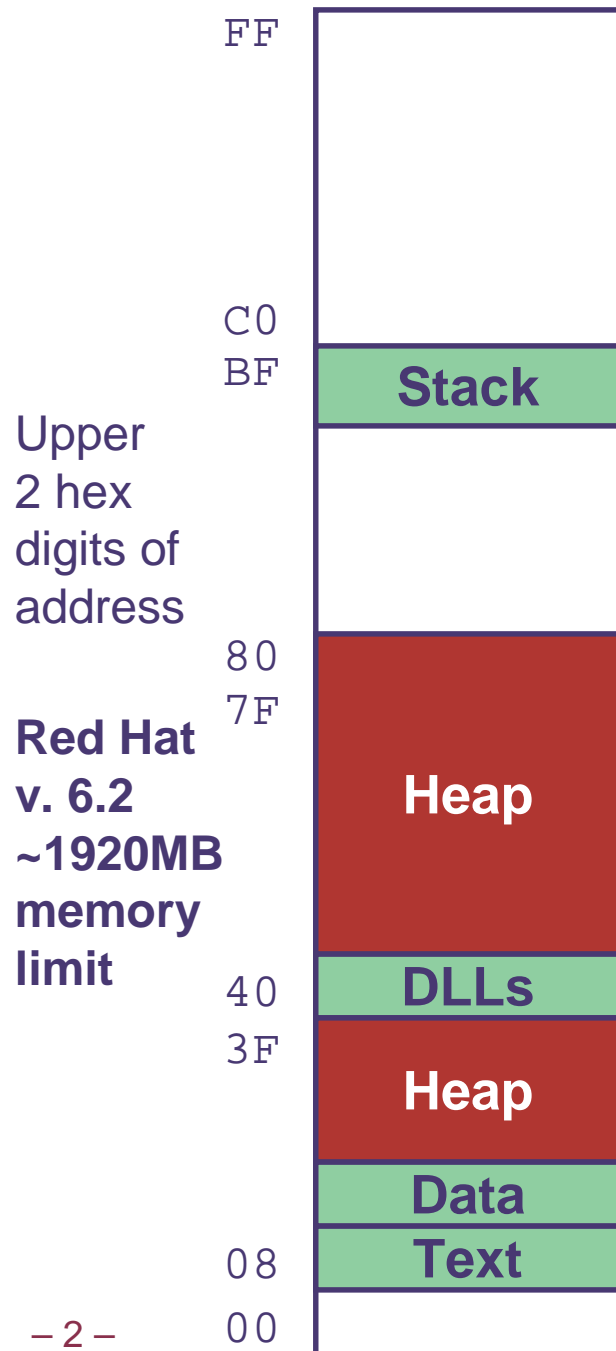 FF
C0
BF
Stack
Upper
2 hex
digits of
address
80
7F
Red Hat
v. 6.2
~1920MB
memory
limit
Heap
40
DLLs
3F
Heap
Data
08
Text
00
– 2 –